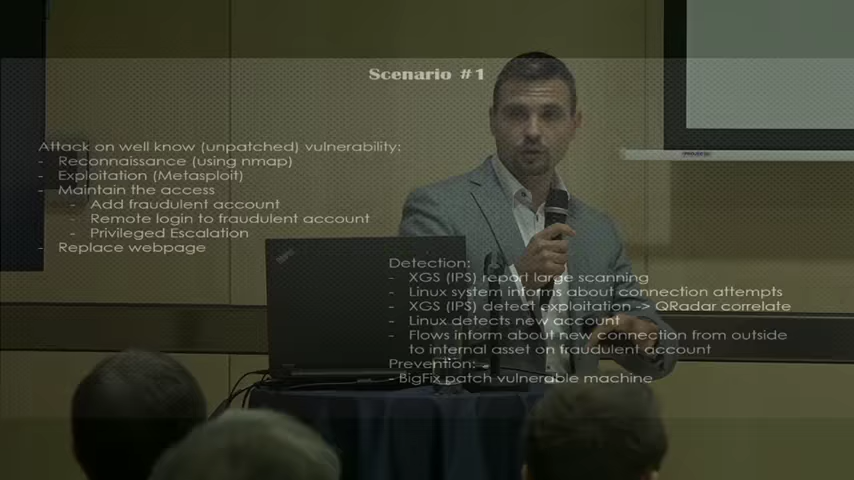 Scenario #1
Attack on well know (unpatched) vulnerability:
- Reconnaissance (using nmap)
- Exploitation (Metasploit)
- Maintain the access
- Add fraudulent account
- Remote login to fraudulent account
- Privileged Escalation
- Replace webpage
Detection:
- XGS (IPS) report large scanning
- Linux system informs about connection attempts
- XGS (IPS) detect exploitation -> QRadar correlate
- Linux detects new account
- Flows inform about new connection from outside
to internal asset on fraudulent account
Prevention:
- BigFix patch vulnerable machine